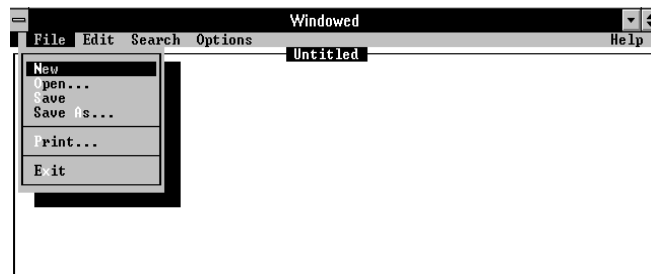 Windowed
File Edit Search Options Help
Untitled
New
Open...
Save
Save As...
Print...
Exit